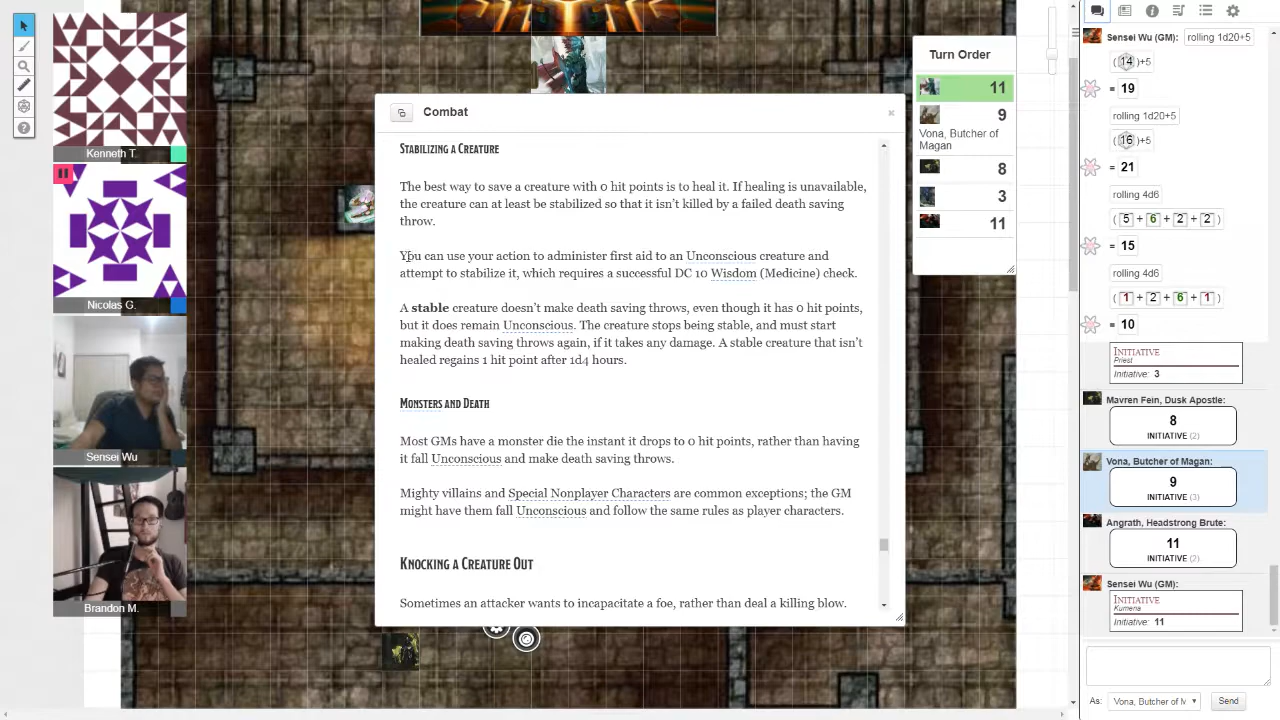 Kenneth T.
Nicolas G.
Sensei Wu
Brandon M.
Combat
Stabilizing a Creature
The best way to save a creature with 0 hit points is to heal it. If healing is unavailable,
the creature can at least be stabilized so that it isn't killed by a failed death saving
throw.
You can use your action to administer first aid to an Unconscious creature and
attempt to stabilize it, which requires a successful DC 10 Wisdom (Medicine) check.
A stable creature doesn't make death saving throws, even though it has 0 hit points,
but it does remain Unconscious. The creature stops being stable, and must start
making death saving throws again, if it takes any damage. A stable creature that isn't
healed regains 1 hit point after 1d4 hours.
Monsters and Death
Most GMs have a monster die the instant it drops to 0 hit points, rather than having
it fall Unconscious and make death saving throws.
Mighty villains and Special Nonplayer Characters are common exceptions; the GM
might have them fall Unconscious and follow the same rules as player characters.
Knocking a Creature Out
Sometimes an attacker wants to incapacitate a foe, rather than deal a killing blow.
Turn Order
11
9
Vona, Butcher of
Magan
8
3
11
Sensei Wu (GM): rolling 1d20+5
(14)+5
= 19
rolling 1d20+5
(16)+5
= 21
rolling 4d6
(5+6+2+2)
= 15
rolling 4d6
(1+2+6+1)
= 10
Initiative
Priest
Initiative: 3
Mavren Fein, Dusk Apostle:
8
INITIATIVE (2)
Vona, Butcher of Magan:
9
INITIATIVE (3)
Angrath, Headstrong Brute:
11
INITIATIVE (2)
Sensei Wu (GM):
Initiative
Kumena
Initiative: 11
As: Vona, Butcher of M Send